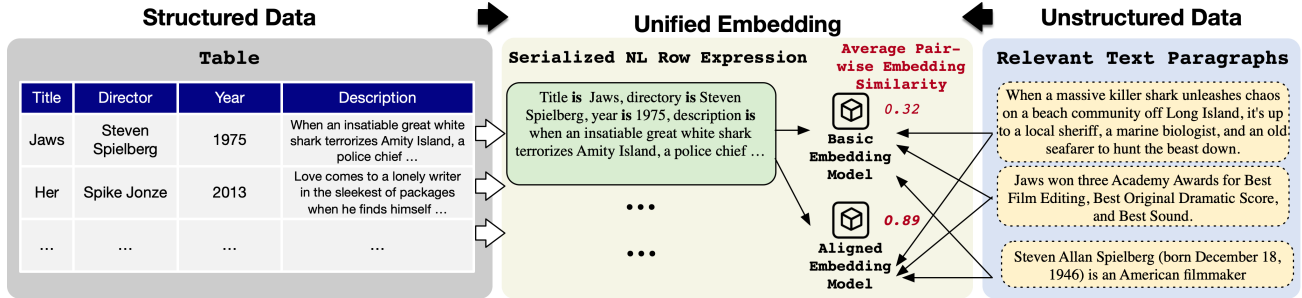 Structured Data
Unified Embedding
Unstructured Data
Table
Title
Director
Year
Description
Jaws
Steven
Spielberg
1975
When an insatiable great white
shark terrorizes Amity Island, a
police chief ...
Her
Spike Jonze
2013
Love comes to a lonely writer
in the sleekest of packages
when he finds himself ...
...
...
...
...
Serialized NL Row Expression
Title is Jaws, directory is Steven
Spielberg, year is 1975, description is
when an insatiable great white shark
terrorizes Amity Island, a police chief ...
...
...
Average Pair-
wise Embedding
Similarity
0.32
Basic
Embedding
Model
0.89
Aligned
Embedding
Model
Relevant Text Paragraphs
When a massive killer shark unleashes chaos
on a beach community off Long Island, it's up
to a local sheriff, a marine biologist, and an old
seafarer to hunt the beast down.
Jaws won three Academy Awards for Best
Film Editing, Best Original Dramatic Score,
and Best Sound.
Steven Allan Spielberg (born December 18,
1946) is an American filmmaker